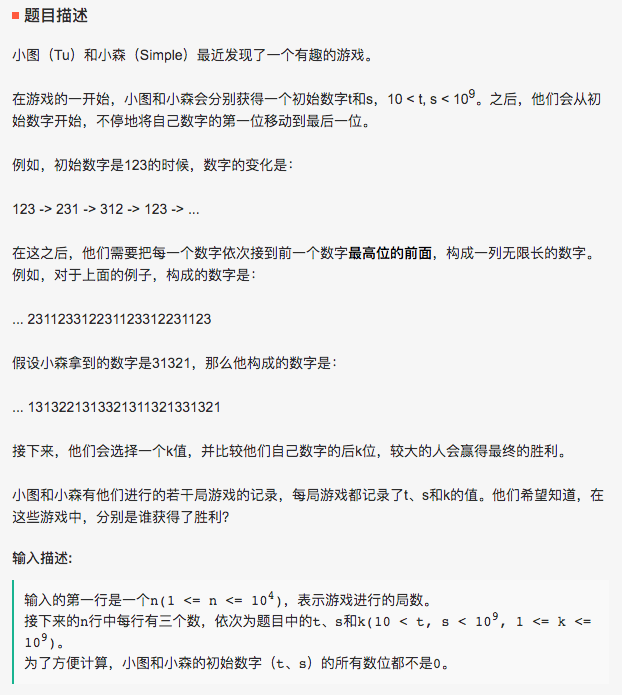 题目描述
小图（Tu）和小森（Simple）最近发现了一个有趣的游戏。
在游戏的一开始，小图和小森会分别获得一个初始数字t和s，10 < t, s < 10^9。之后，他们会从初
始数字开始，不停地将自己数字的第一位移动到最后一位。
例如，初始数字是123的时候，数字的变化是：
123 -> 231 -> 312 -> 123 -> ...
在这之后，他们需要把每一个数字依次接到前一个数字最高位的前面，构成一列无限长的数字。
例如，对于上面的例子，构成的数字是：
... 231123312231123312231123
假设小森拿到的数字是31321，那么他构成的数字是：
... 1313221313321311321331321
接下来，他们会选择一个k值，并比较他们自己数字的后k位，较大的人会赢得最终的胜利。
小图和小森有他们进行的若干局游戏的记录，每局游戏都记录了t、s和k的值。他们希望知道，在
这些游戏中，分别是谁获得了胜利？
输入描述:
输入的第一行是一个n(1 <= n <= 10^4)，表示游戏进行的局数。
接下来的n行中每行有三个数，依次为题目中的t、s和k(10 < t, s < 10^9, 1 <= k <=
10^9)。
为了方便计算，小图和小森的初始数字（t、s）的所有数位都不是0。